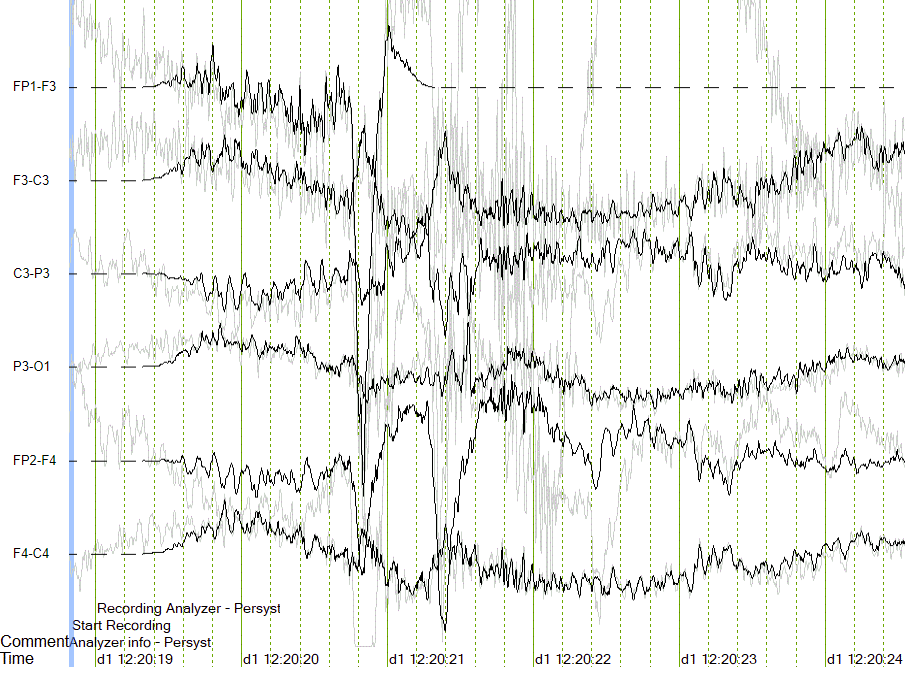 FP1-F3
F3-C3
C3-P3
P3-O1
FP2-F4
F4-C4
Recording Analyzer - Persyst
Start Recording
Comment Analyzer info - Persyst
Time d1 12:20:19 d1 12:20:20 d1 12:20:21 d1 12:20:22 d1 12:20:23 d1 12:20:24